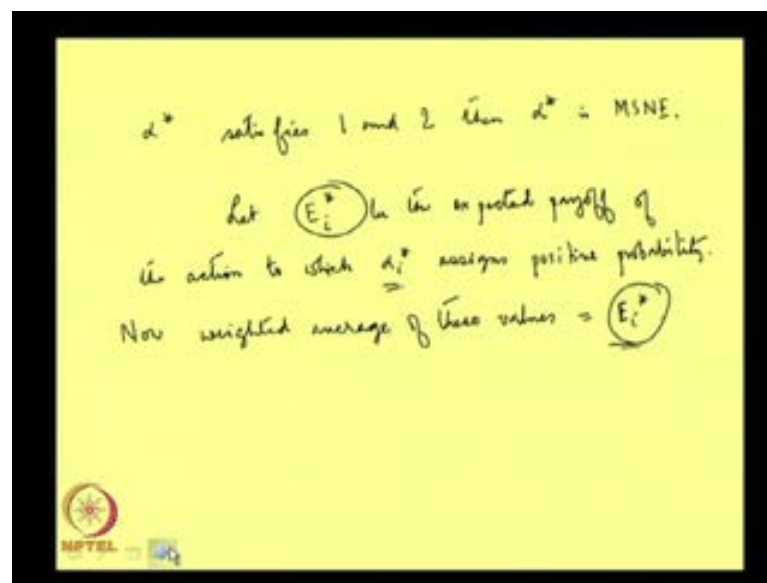 α* satisfies 1 and 2 then α* is MSNE.
Let E_i* be the expected payoff of
the action to which α_i* assigns positive probability.
Now weighted average of these values = E_i*
NPTEL